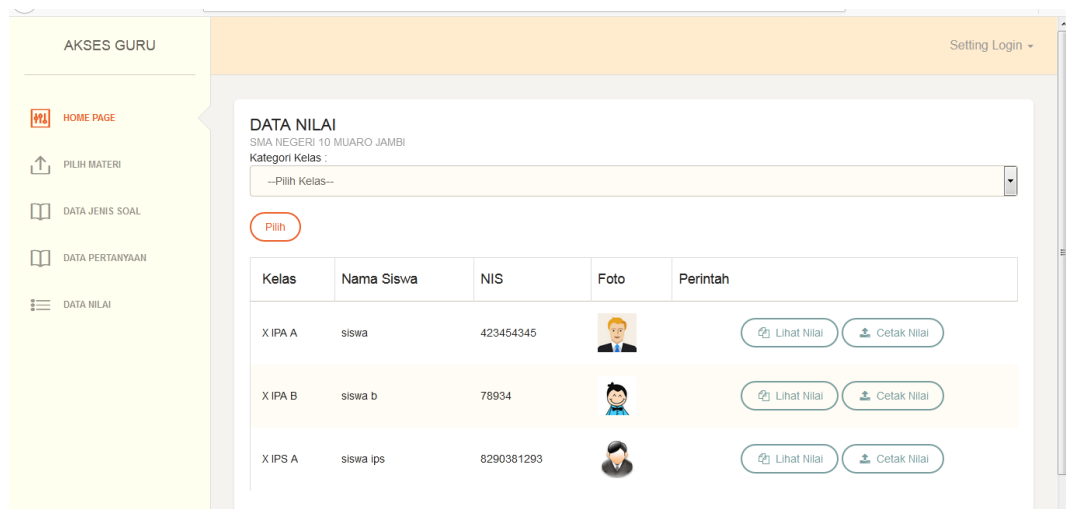 AKSES GURU
Setting Login
HOME PAGE
PILIH MATERI
DATA JENIS SOAL
DATA PERTANYAAN
DATA NILAI
DATA NILAI
SMA NEGERI 10 MUARO JAMBI
Kategori Kelas :
--Pilih Kelas--
Pilih
Kelas Nama Siswa NIS Foto Perintah
X IPA A siswa 423454345 Lihat Nilai Cetak Nilai
X IPA B siswa b 78934 Lihat Nilai Cetak Nilai
X IPS A siswa ips 8290381293 Lihat Nilai Cetak Nilai